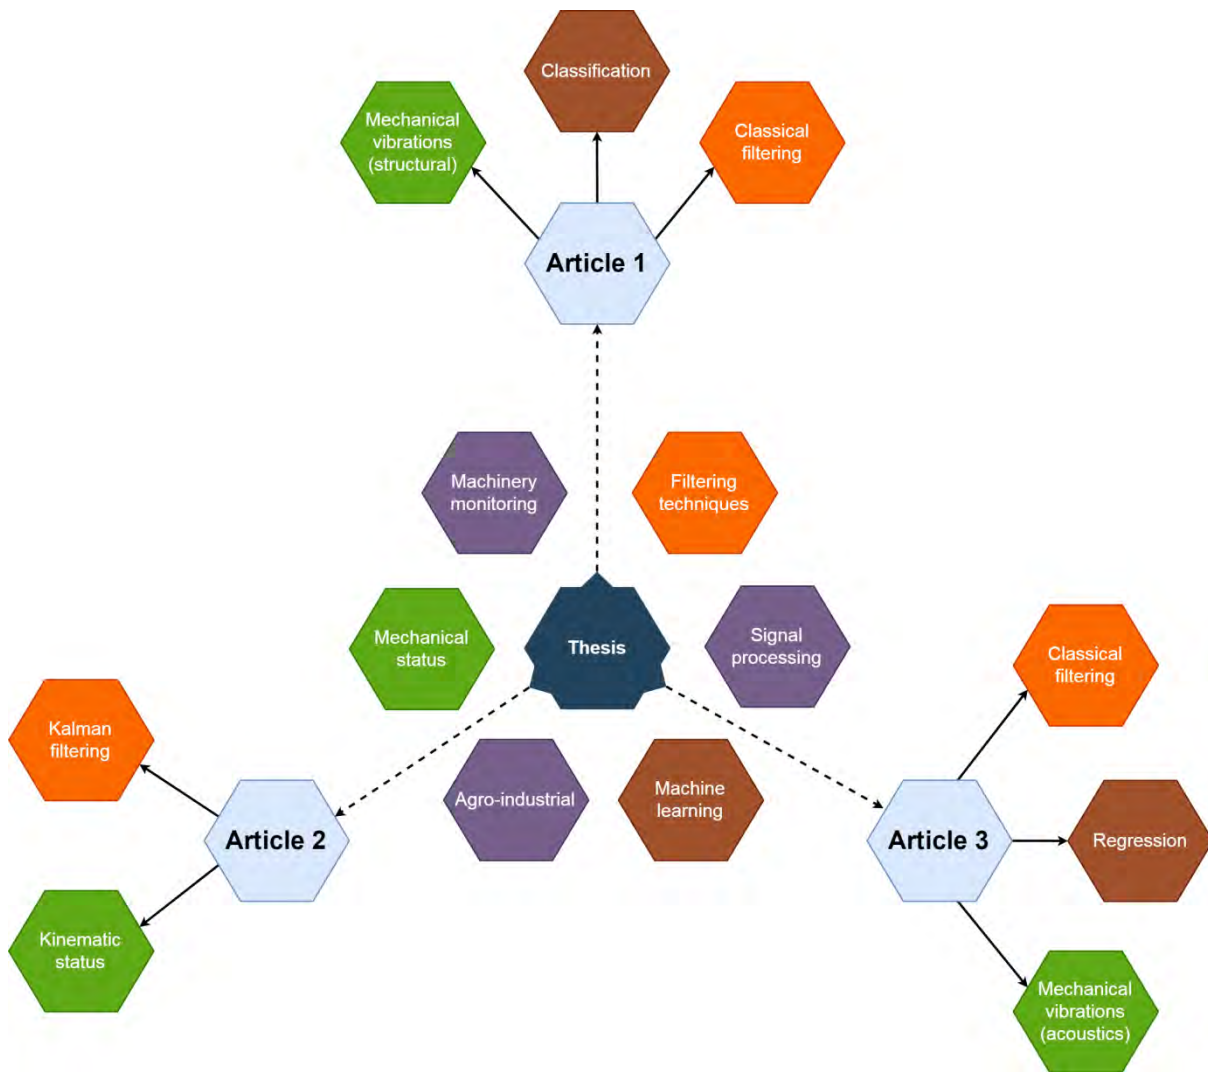 Classification
Mechanical
vibrations
(structural)
Classical
filtering
Article 1
Machinery
monitoring
Filtering
techniques
Mechanical
status
Thesis
Signal
processing
Classical
filtering
Kalman
filtering
Agro-industrial
Machine
learning
Article 2
Article 3
Regression
Kinematic
status
Mechanical
vibrations
(acoustics)